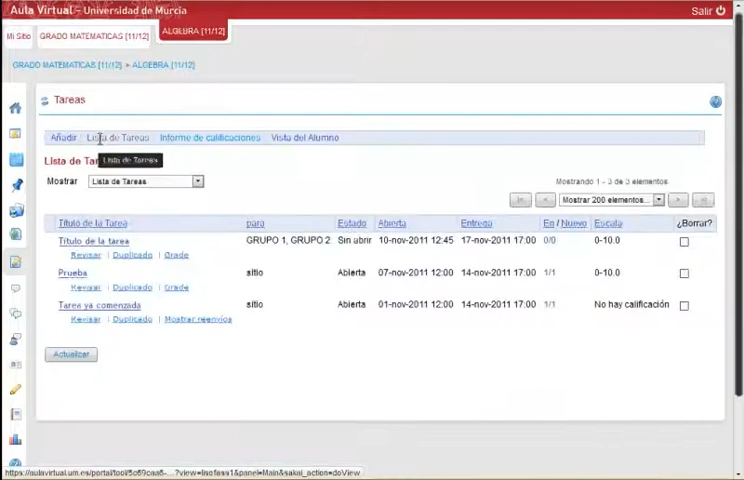 Aula Virtual - Universidad de Murcia
Salir
Mi Sitio
GRADO MATEMATICAS [11/12]
ALGEBRA [11/12]
GRADO MATEMATICAS [11/12] > ALGEBRA [11/12]
Tareas
Añadir Lista de Tareas Informe de calificaciones Vista del Alumno
Lista de Tar
Lista de Tareas
Mostrar Lista de Tareas
Mostrando 1 - 3 de 3 elementos
|< < Mostrar 200 elementos... > >|
Título de la Tarea para Estado Abierta Entrega En / Nuevo Escala ¿Borrar?
Título de la tarea GRUPO 1, GRUPO 2 Sin abrir 10-nov-2011 12:45 17-nov-2011 17:00 0/0 0-10.0
Revisar | Duplicado | Grade
Prueba sitio Abierta 07-nov-2011 12:00 14-nov-2011 17:00 1/1 0-10.0
Revisar | Duplicado | Grade
Tarea ya comenzada sitio Abierta 01-nov-2011 12:00 14-nov-2011 17:00 1/1 No hay calificación
Revisar | Duplicado | Mostrar reenvíos
Actualizar